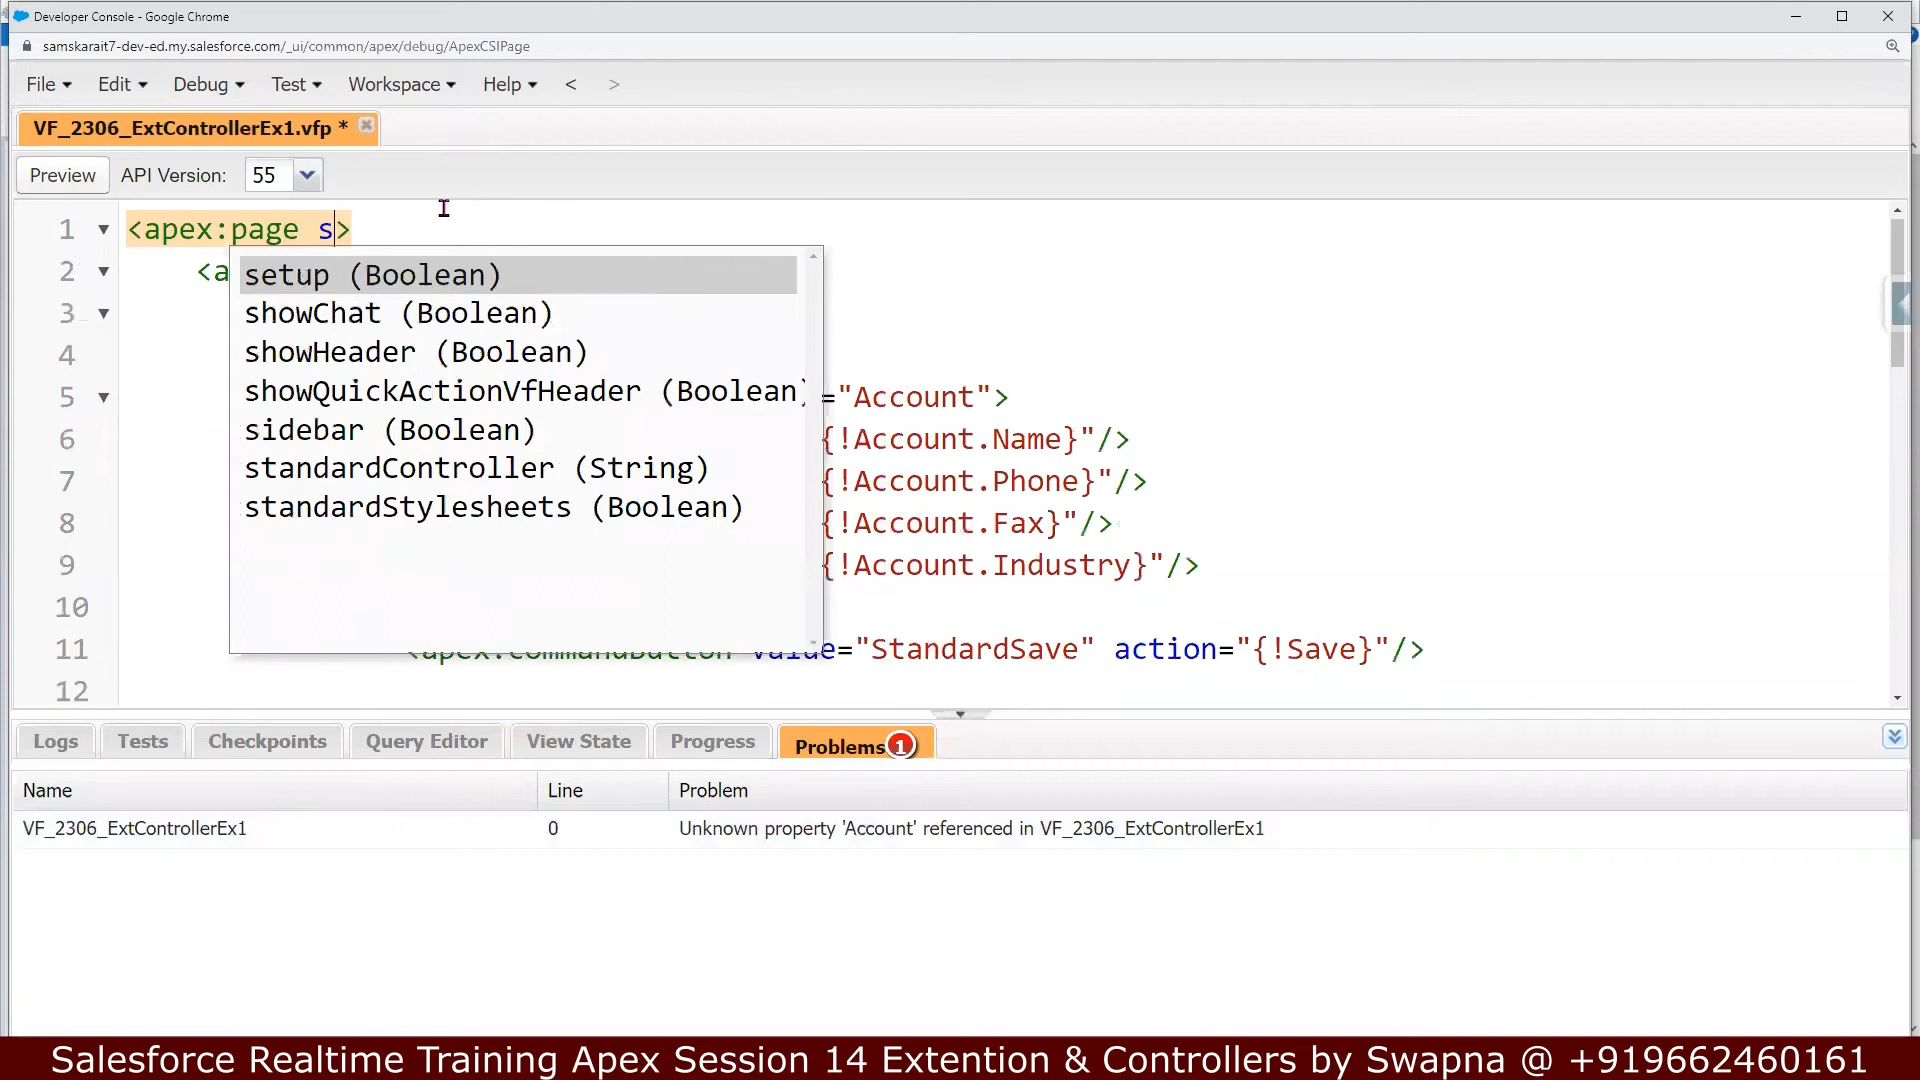 Developer Console - Google Chrome
samskarait7-dev-ed.my.salesforce.com/_ui/common/apex/debug/ApexCSIPage
File Edit Debug Test Workspace Help < >
VF_2306_ExtControllerEx1.vfp *
Preview API Version: 55
1 <apex:page s>
2 <a
setup (Boolean)
3
showChat (Boolean)
4
showHeader (Boolean)
showQuickActionVfHeader (Boolean)
5 ="Account">
sidebar (Boolean)
6 {!Account.Name}"/>
standardController (String)
7 {!Account.Phone}"/>
standardStylesheets (Boolean)
8 {!Account.Fax}"/>
9 {!Account.Industry}"/>
10
11 <apex:commandButton value="StandardSave" action="{!Save}"/>
12
Logs Tests Checkpoints Query Editor View State Progress Problems 1
Name Line Problem
VF_2306_ExtControllerEx1 0 Unknown property 'Account' referenced in VF_2306_ExtControllerEx1
Salesforce Realtime Training Apex Session 14 Extention & Controllers by Swapna @ +919662460161